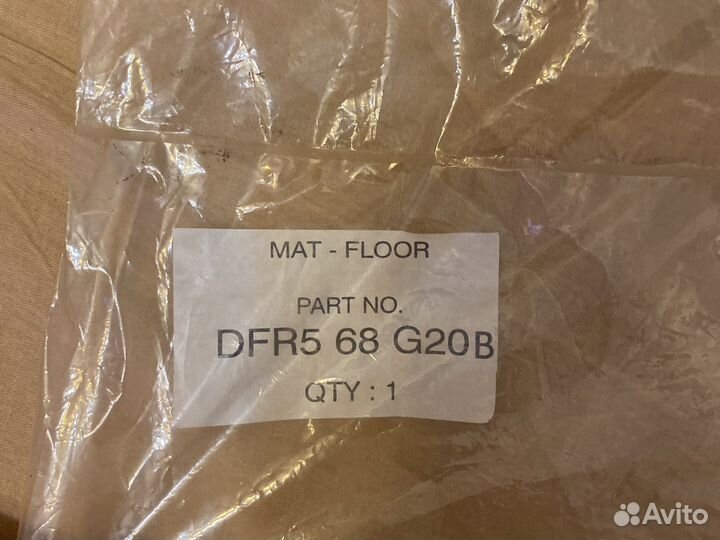 MAT - FLOOR
PART NO.
DFR5 68 G20B
QTY : 1
Avito